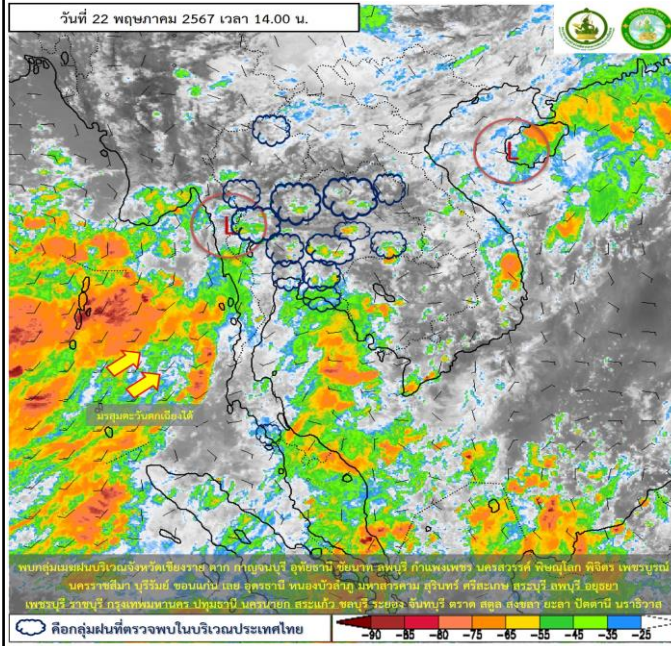 วันที่ 22 พฤษภาคม 2567 เวลา 14.00 น.
L
L
มรสุมตะวันตกเฉียงใต้
พบกลุ่มเมฆฝนบริเวณจังหวัดเชียงราย ตาก กาญจนบุรี อุทัยธานี ชัยนาท ลพบุรี กำแพงเพชร นครสวรรค์ พิษณุโลก พิจิตร เพชรบูรณ์
นครราชสีมา บุรีรัมย์ ขอนแก่น เลย อุดรธานี หนองบัวลำภู มหาสารคาม สุรินทร์ ศรีสะเกษ สระบุรี ลพบุรี อยุธยา
เพชรบุรี ราชบุรี กรุงเทพมหานคร ปทุมธานี นครนายก สระแก้ว ชลบุรี ระยอง จันทบุรี ตราด สตูล สงขลา ยะลา ปัตตานี นราธิวาส
คือกลุ่มฝนที่ตรวจพบในบริเวณประเทศไทย
-90 -85 -80 -75 -65 -55 -45 -35 -25